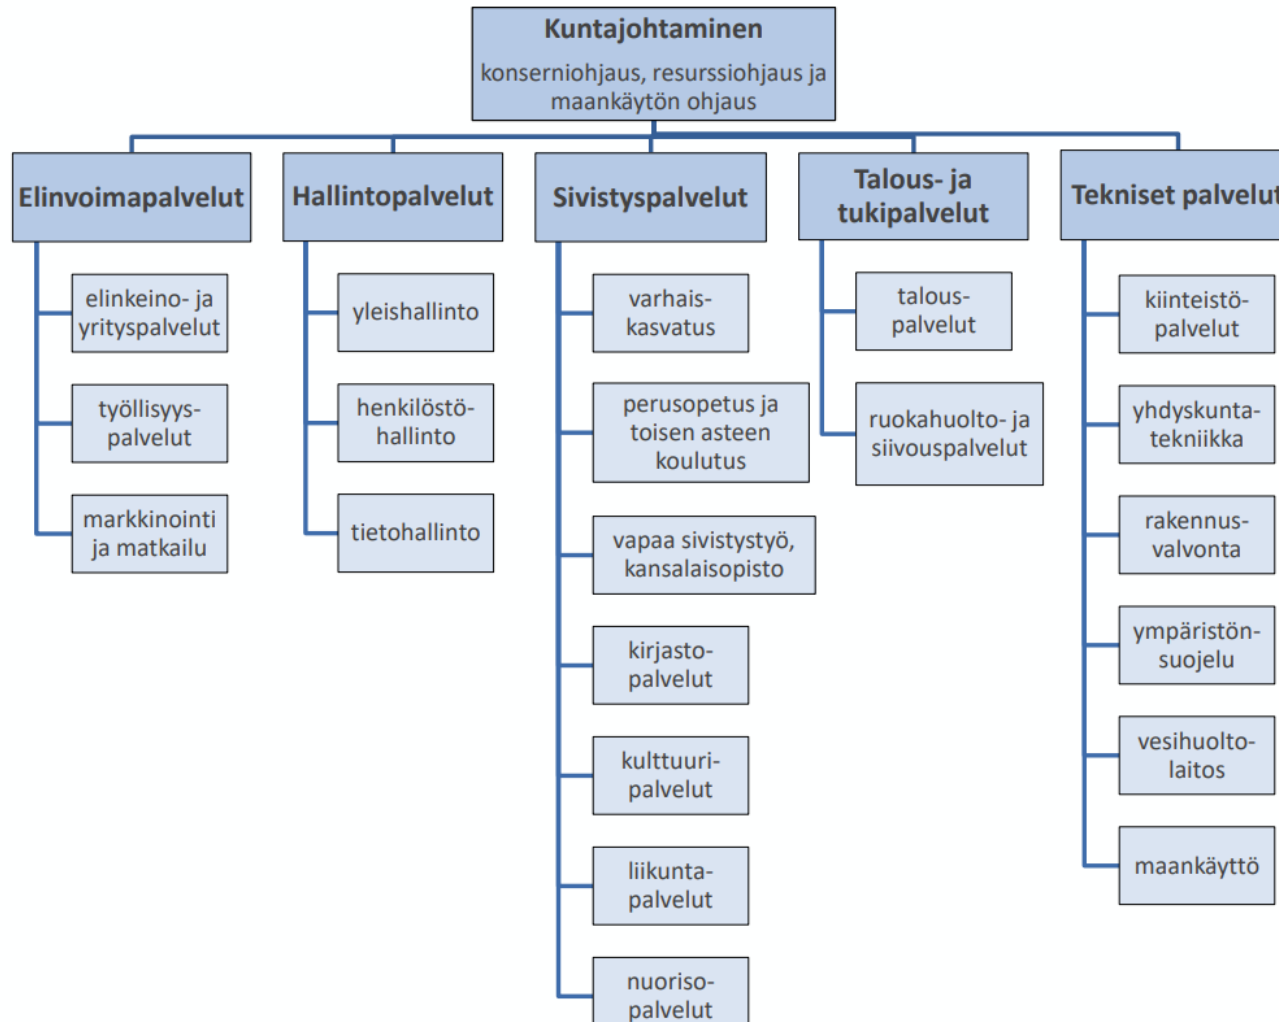 Kuntajohtaminen
konserniohjaus, resurssiohjaus ja
maankäytön ohjaus
Elinvoimapalvelut
elinkeino- ja
yrityspalvelut
työllisyys-
palvelut
markkinointi
ja matkailu
Hallintopalvelut
yleishallinto
henkilöstö-
hallinto
tietohallinto
Sivistyspalvelut
varhais-
kasvatus
perusopetus ja
toisen asteen
koulutus
vapaa sivistystyö,
kansalaisopisto
kirjasto-
palvelut
kulttuuri-
palvelut
liikunta-
palvelut
nuoriso-
palvelut
Talous- ja
tukipalvelut
talous-
palvelut
ruokahuolto- ja
siivouspalvelut
Tekniset palvelut
kiinteistö-
palvelut
yhdyskunta-
tekniikka
rakennus-
valvonta
ympäristön-
suojelu
vesihuolto-
laitos
maankäyttö